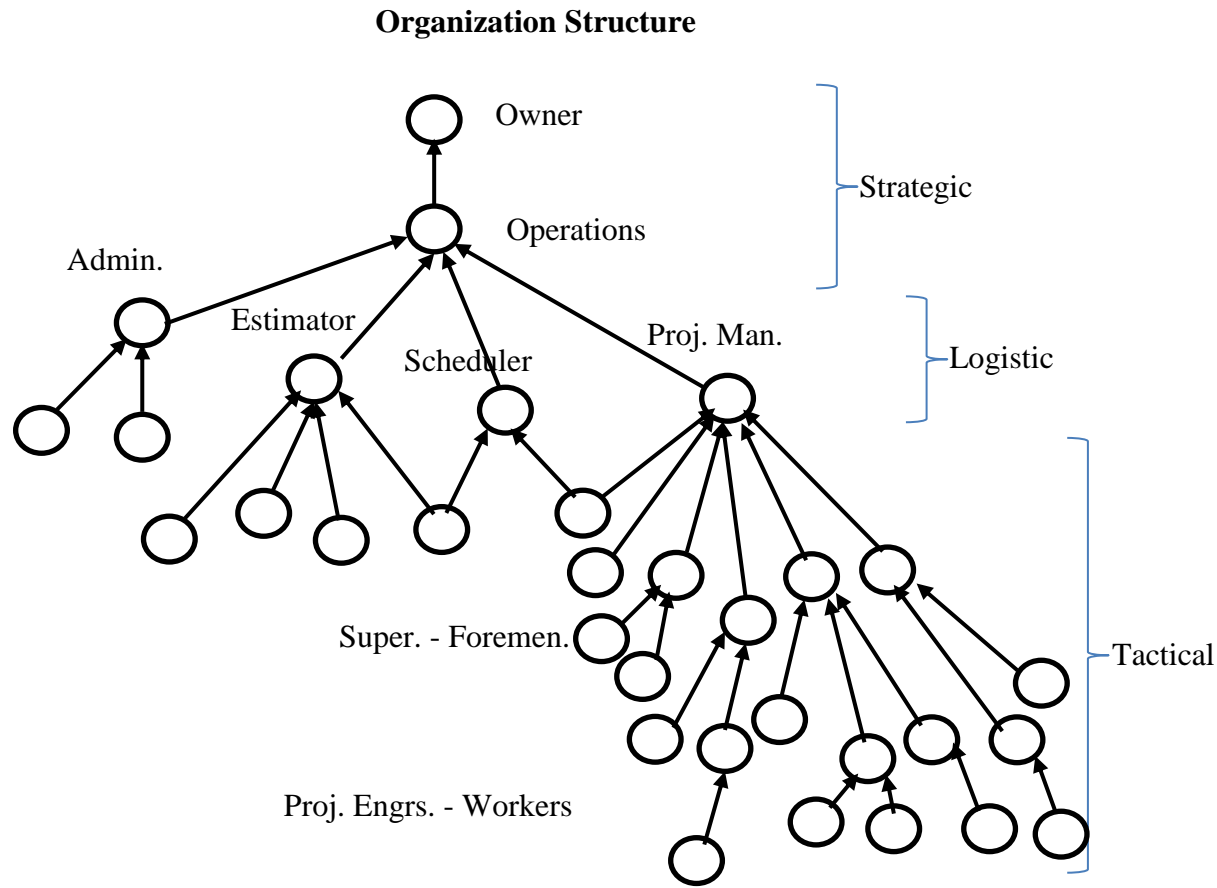 Organization Structure
Owner
Strategic
Operations
Admin.
Estimator
Proj. Man.
Scheduler
Logistic
Super. - Foremen.
Tactical
Proj. Engrs. - Workers